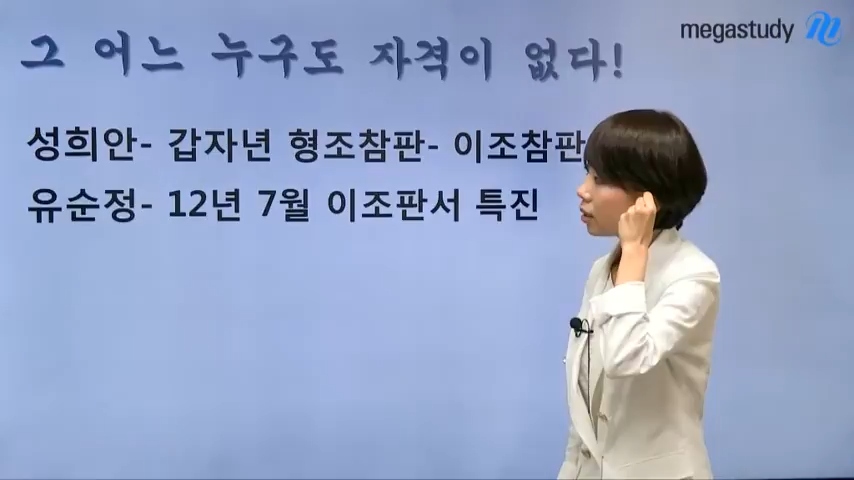 megastudy
그 어느 누구도 자격이 없다!
성희안- 갑자년 형조참판- 이조참판
유순정- 12년 7월 이조판서 특진